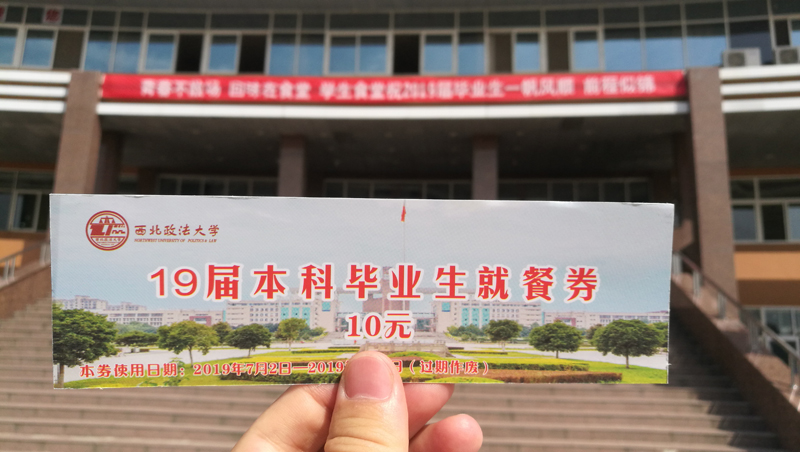 青春不散场 回味在食堂 学生食堂祝2019届毕业生一帆风顺 前程似锦
西北政法大学
NORTHWEST UNIVERSITY OF POLITICS & LAW
19届本科毕业生就餐券
10元
本券使用日期：2019年7月2日—2019 日（过期作废）